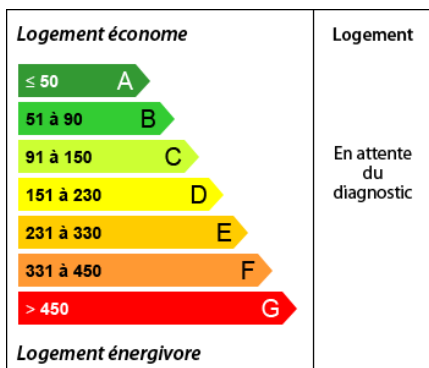 Logement économe
≤ 50 A
51 à 90 B
91 à 150 C
151 à 230 D
231 à 330 E
331 à 450 F
> 450 G
Logement énergivore
Logement
En attente
du
diagnostic